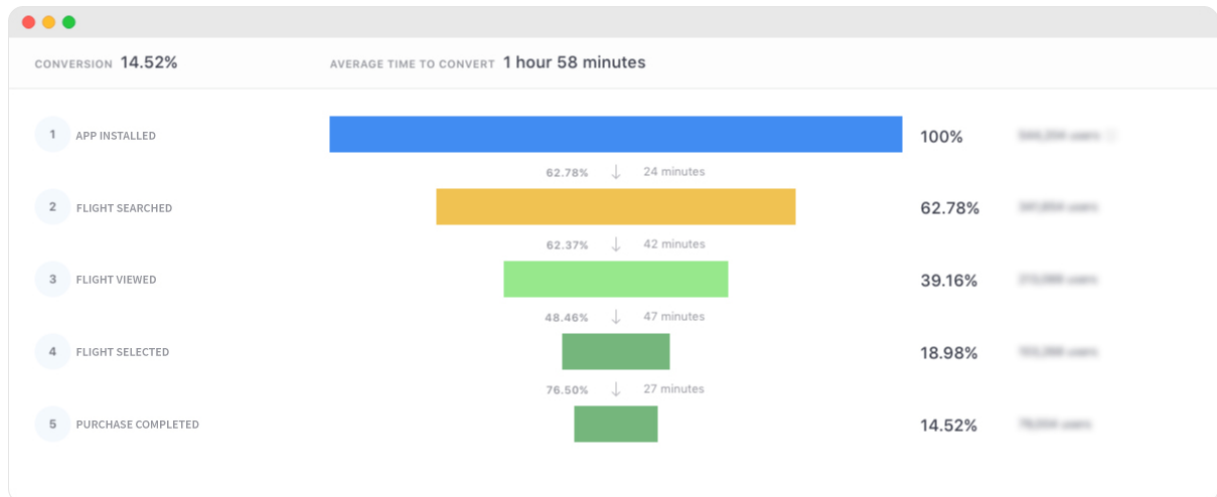 CONVERSION 14.52% AVERAGE TIME TO CONVERT 1 hour 58 minutes
1 APP INSTALLED 100%
62.78% ↓ 24 minutes
2 FLIGHT SEARCHED 62.78%
62.37% ↓ 42 minutes
3 FLIGHT VIEWED 39.16%
48.46% ↓ 47 minutes
4 FLIGHT SELECTED 18.98%
76.50% ↓ 27 minutes
5 PURCHASE COMPLETED 14.52%